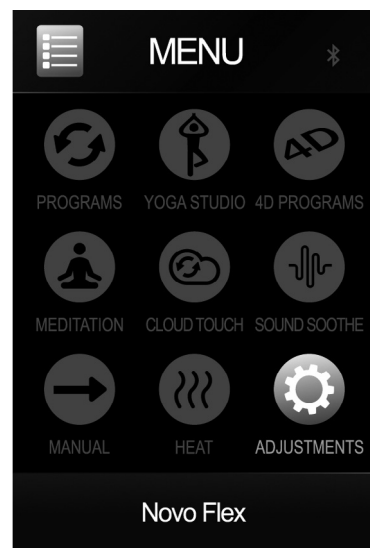 MENU
PROGRAMS YOGA STUDIO 4D PROGRAMS
MEDITATION CLOUD TOUCH SOUND SOOTHE
MANUAL HEAT ADJUSTMENTS
Novo Flex